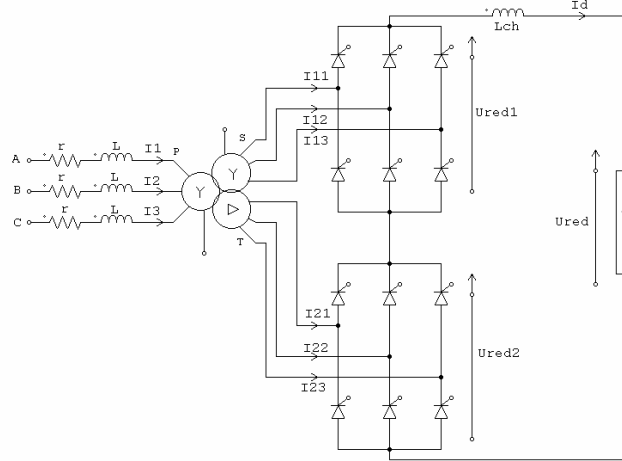 Lch
Id
I11
S
Ured1
I12
I13
r
L
I1
P
A
Y
r
L
I2
B
Y
r
L
I3
C
T
Ured
I21
I22
Ured2
I23